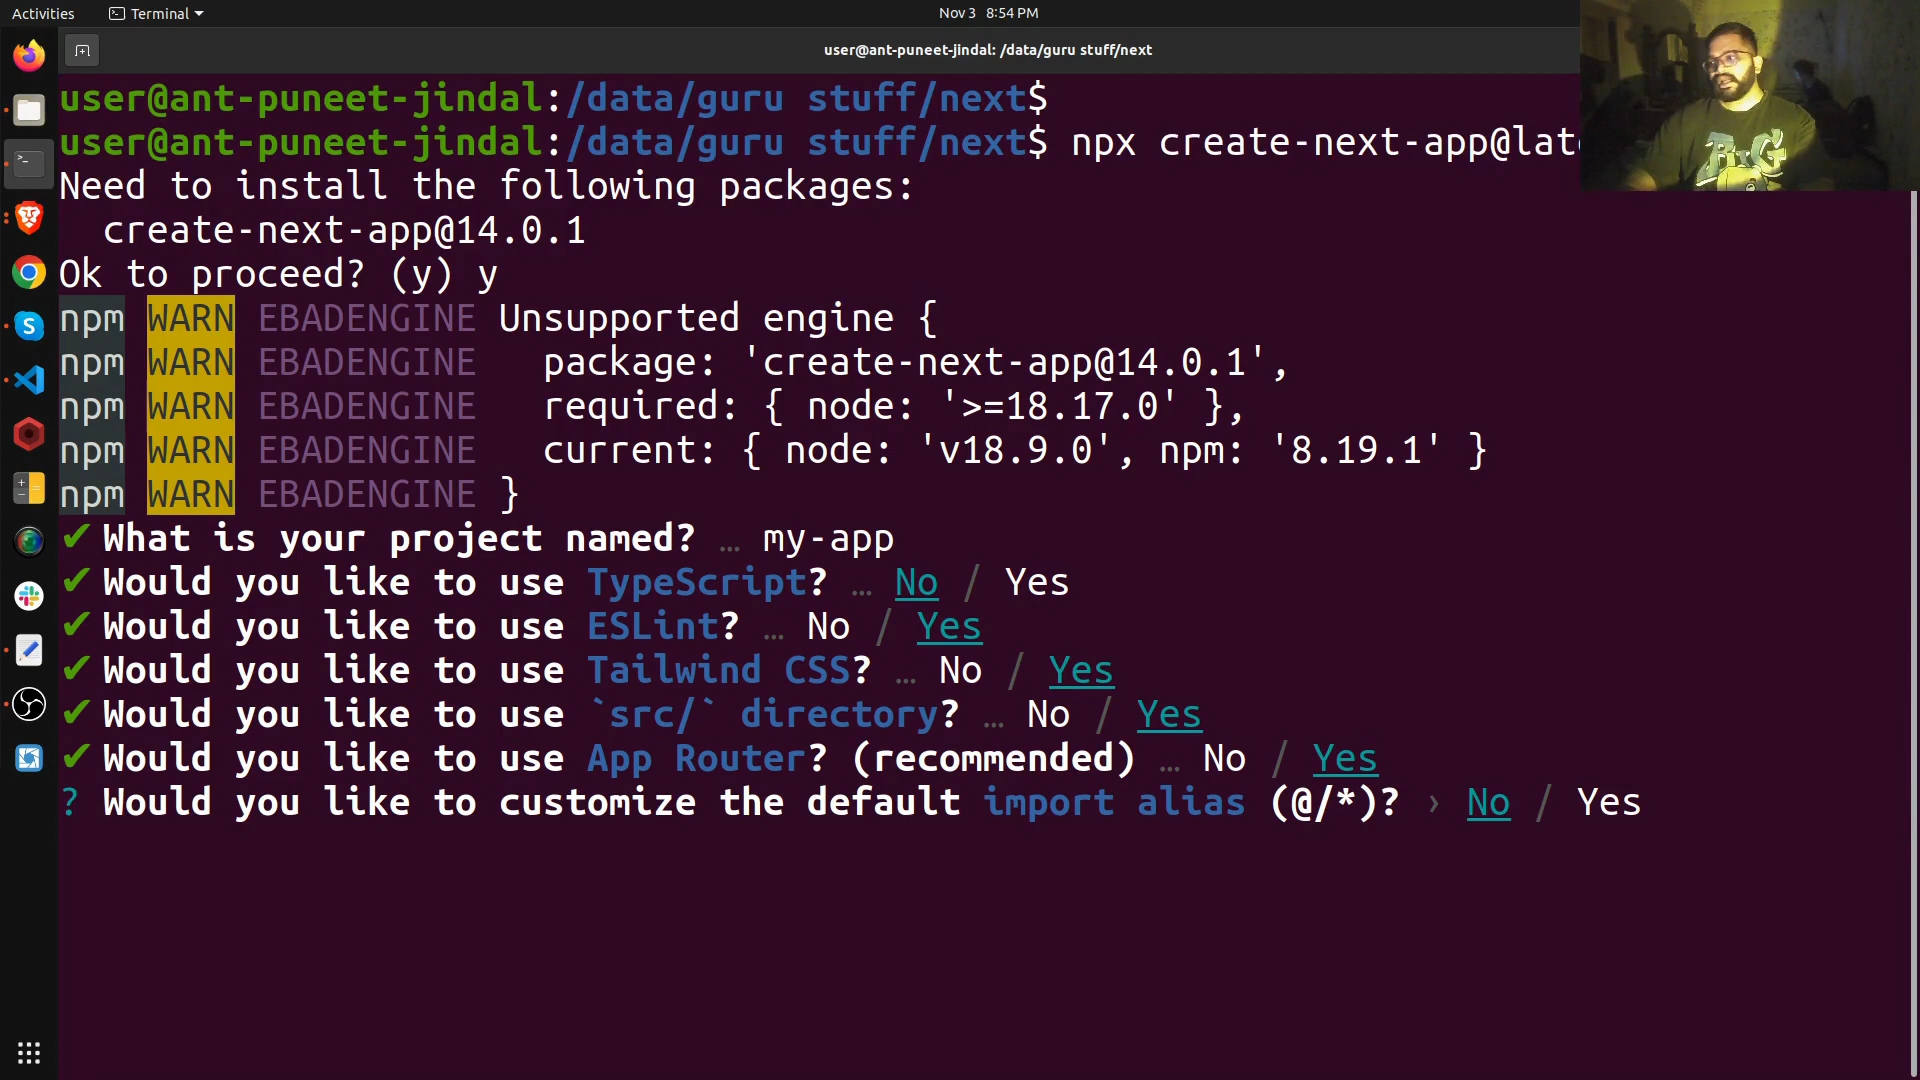 Activities
Terminal
Nov 3 8:54 PM
user@ant-puneet-jindal: /data/guru stuff/next
user@ant-puneet-jindal:/data/guru stuff/next$
user@ant-puneet-jindal:/data/guru stuff/next$ npx create-next-app@lat
Need to install the following packages:
create-next-app@14.0.1
Ok to proceed? (y) y
npm WARN EBADENGINE Unsupported engine {
npm WARN EBADENGINE package: 'create-next-app@14.0.1',
npm WARN EBADENGINE required: { node: '>=18.17.0' },
npm WARN EBADENGINE current: { node: 'v18.9.0', npm: '8.19.1' }
npm WARN EBADENGINE }
✔ What is your project named? … my-app
✔ Would you like to use TypeScript? … No / Yes
✔ Would you like to use ESLint? … No / Yes
✔ Would you like to use Tailwind CSS? … No / Yes
✔ Would you like to use `src/` directory? … No / Yes
✔ Would you like to use App Router? (recommended) … No / Yes
? Would you like to customize the default import alias (@/*)? › No / Yes